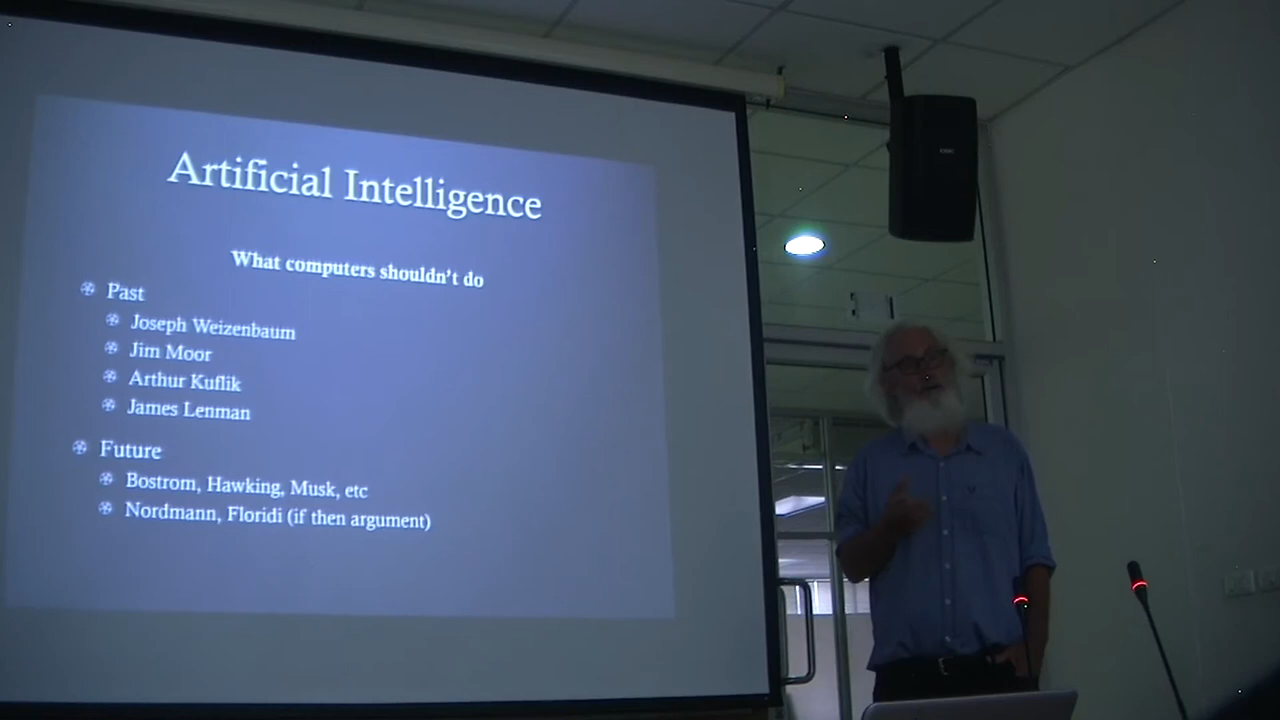 Artificial Intelligence
What computers shouldn't do
Past
Joseph Weizenbaum
Jim Moor
Arthur Kuflik
James Lenman
Future
Bostrom, Hawking, Musk, etc
Nordmann, Floridi (if then argument)